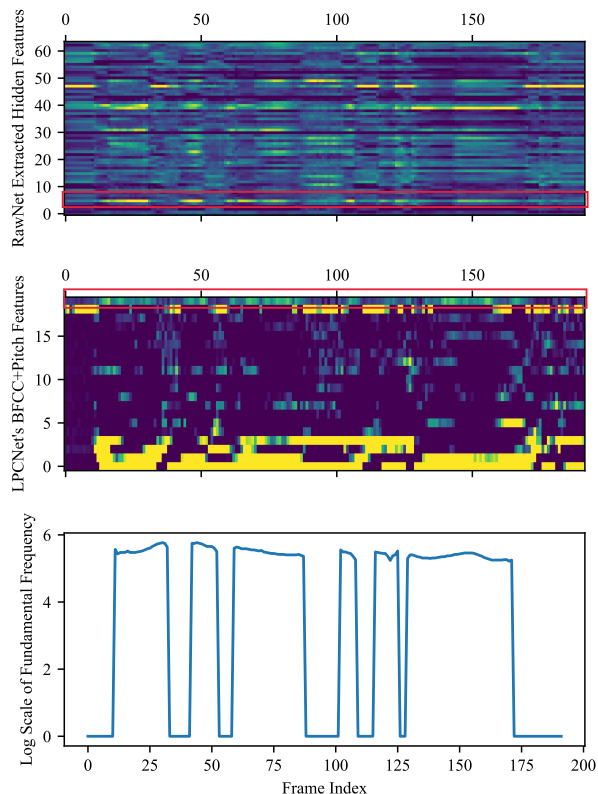 0 50 100 150
RawNet Extracted Hidden Features
60
50
40
30
20
10
0
0 50 100 150
LPCNet's BFCC+Pitch Features
15
10
5
0
Log Scale of Fundamental Frequency
6
4
2
0
0 25 50 75 100 125 150 175 200
Frame Index